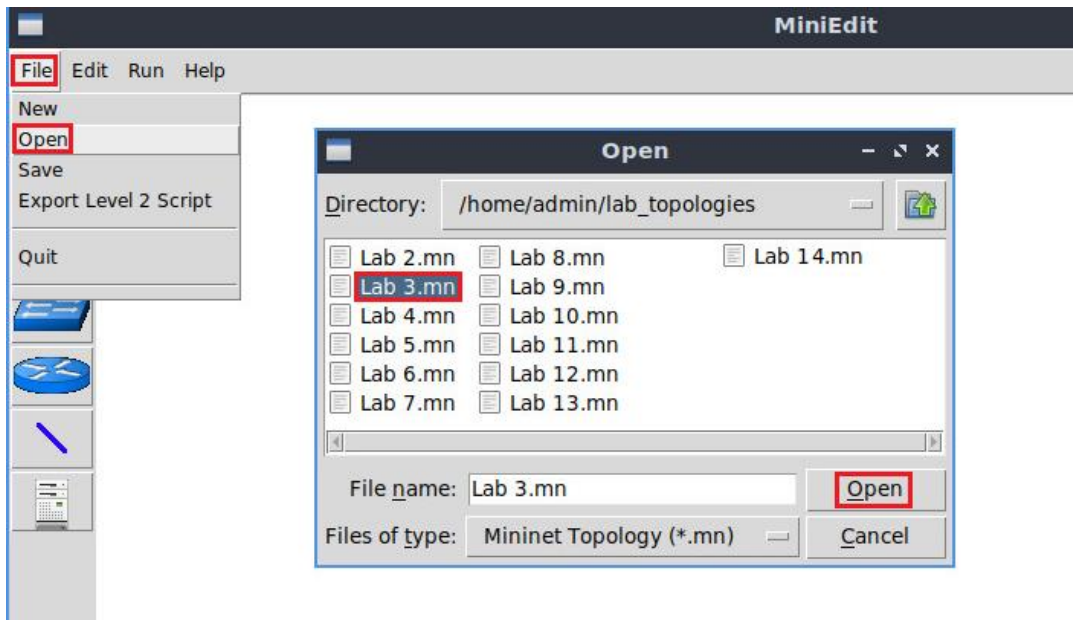 MiniEdit
File Edit Run Help
New
Open
Save
Export Level 2 Script
Quit
Open
Directory: /home/admin/lab_topologies
Lab 2.mn Lab 8.mn Lab 14.mn
Lab 3.mn Lab 9.mn
Lab 4.mn Lab 10.mn
Lab 5.mn Lab 11.mn
Lab 6.mn Lab 12.mn
Lab 7.mn Lab 13.mn
File name: Lab 3.mn Open
Files of type: Mininet Topology (*.mn) Cancel